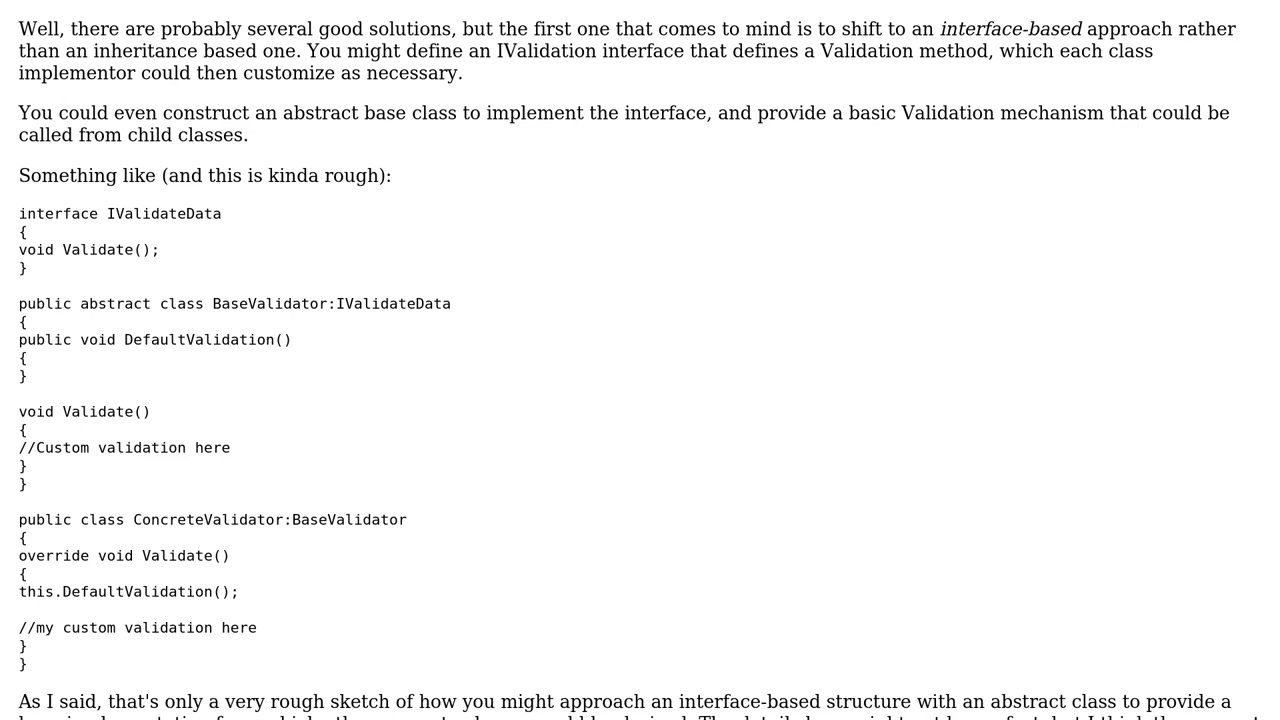 Well, there are probably several good solutions, but the first one that comes to mind is to shift to an interface-based approach rather
than an inheritance based one. You might define an IValidation interface that defines a Validation method, which each class
implementor could then customize as necessary.
You could even construct an abstract base class to implement the interface, and provide a basic Validation mechanism that could be
called from child classes.
Something like (and this is kinda rough):
interface IValidateData
{
void Validate();
}
public abstract class BaseValidator:IValidateData
{
public void DefaultValidation()
{
}
void Validate()
{
//Custom validation here
}
}
public class ConcreteValidator:BaseValidator
{
override void Validate()
{
this.DefaultValidation();
//my custom validation here
}
}
As I said, that's only a very rough sketch of how you might approach an interface-based structure with an abstract class to provide a